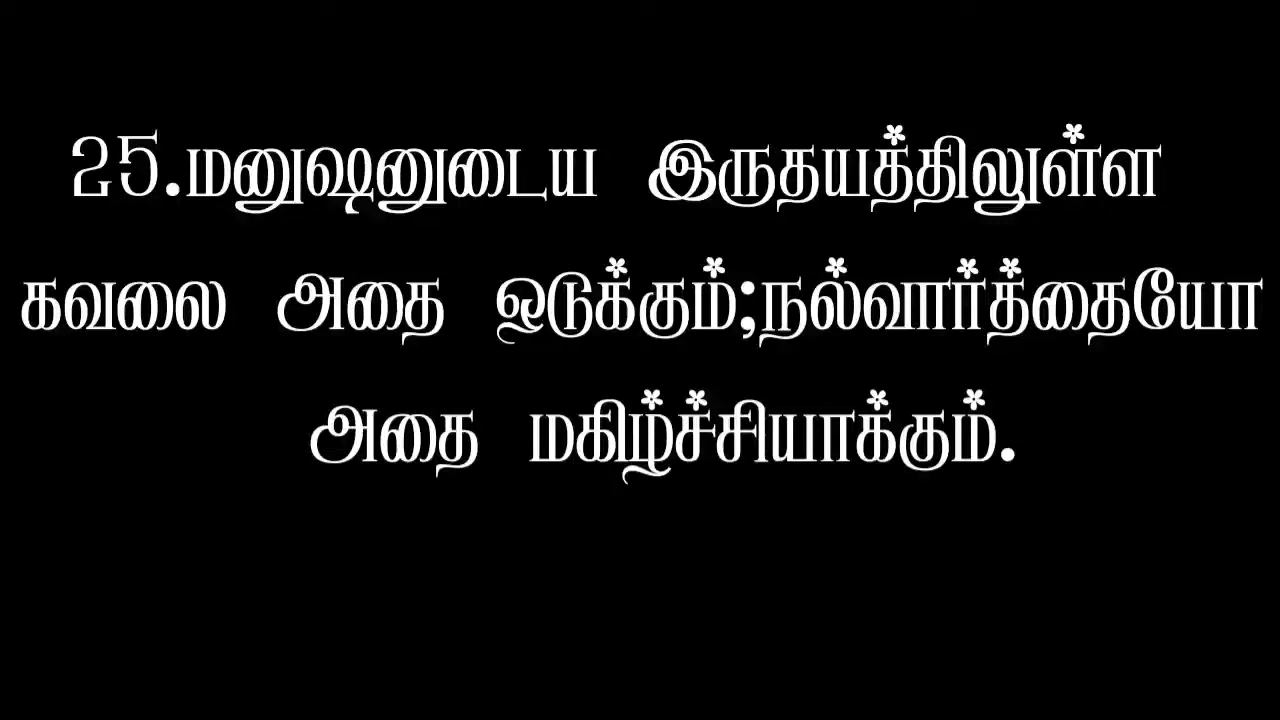 25.மனுஷனுடைய இருதயத்திலுள்ள
கவலை அதை ஒடுக்கும்;நல்வார்த்தையோ
அதை மகிழ்ச்சியாக்கும்.